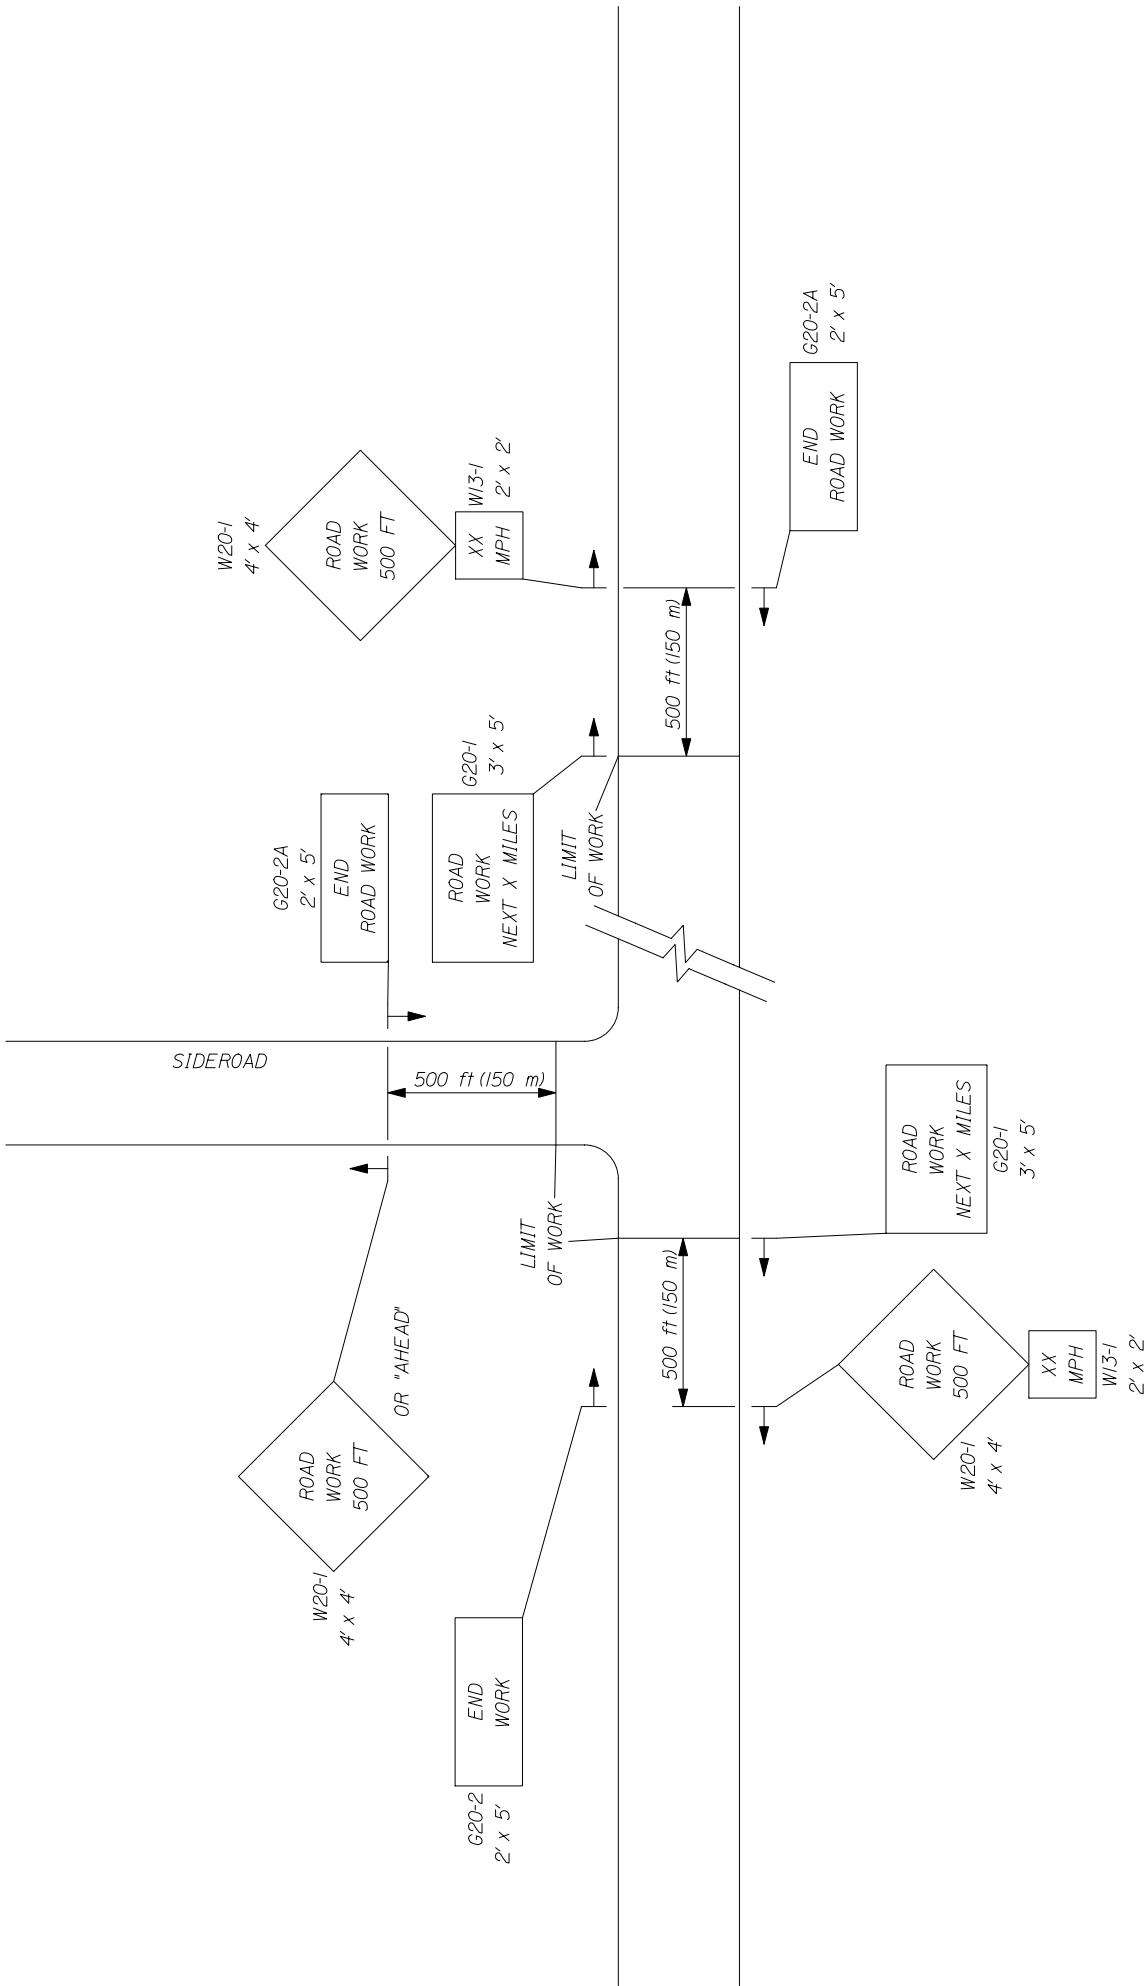 W20-1
4' x 4'
ROAD
WORK
500 FT
XX
MPH
W13-1
2' x 2'
G20-2A
2' x 5'
END
ROAD WORK
G20-1
3' x 5'
ROAD
WORK
NEXT X MILES
LIMIT
OF WORK
500 ft (150 m)
END
ROAD WORK
G20-2A
2' x 5'
SIDEROAD
500 ft (150 m)
LIMIT
OF WORK
500 ft (150 m)
ROAD
WORK
NEXT X MILES
G20-1
3' x 5'
ROAD
WORK
500 FT
OR "AHEAD"
W20-1
4' x 4'
ROAD
WORK
500 FT
W20-1
4' x 4'
XX
MPH
W13-1
2' x 2'
END
WORK
G20-2
2' x 5'